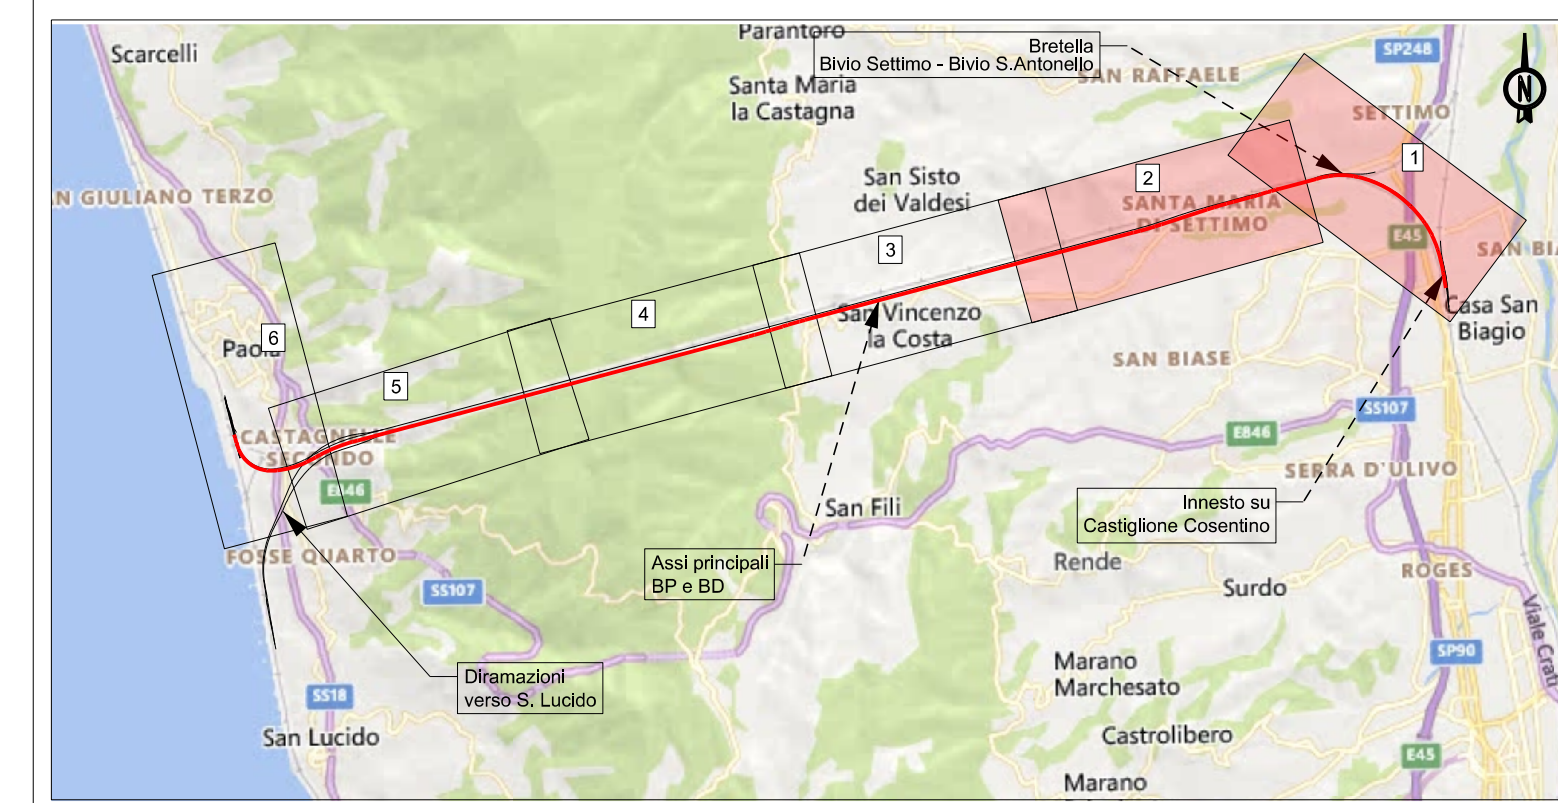 Parantoro
Scarcelli
Bretella
Bivio Settimo - Bivio S.Antonello
SP248
N
SAN RAFFAELE
Santa Maria
la Castagna
SETTIMO
1
San Sisto
dei Valdesi
2
N GIULIANO TERZO
SANTA MARIA
DI SETTIMO
E45
SAN BI
3
4
San Vincenzo
la Costa
Casa San
Biagio
6
Paola
5
SAN BIASE
SS107
E846
CASTAGNELLE
SECONDO
SERRA D'ULIVO
E846
San Fili
Innesto su
Castiglione Cosentino
FOSSE QUARTO
Assi principali
BP e BD
Rende
ROGES
SS107
Surdo
Viale Crati
SP90
Diramazioni
verso S. Lucido
Marano
Marchesato
SS18
San Lucido
Castrolibero
E45
Marano